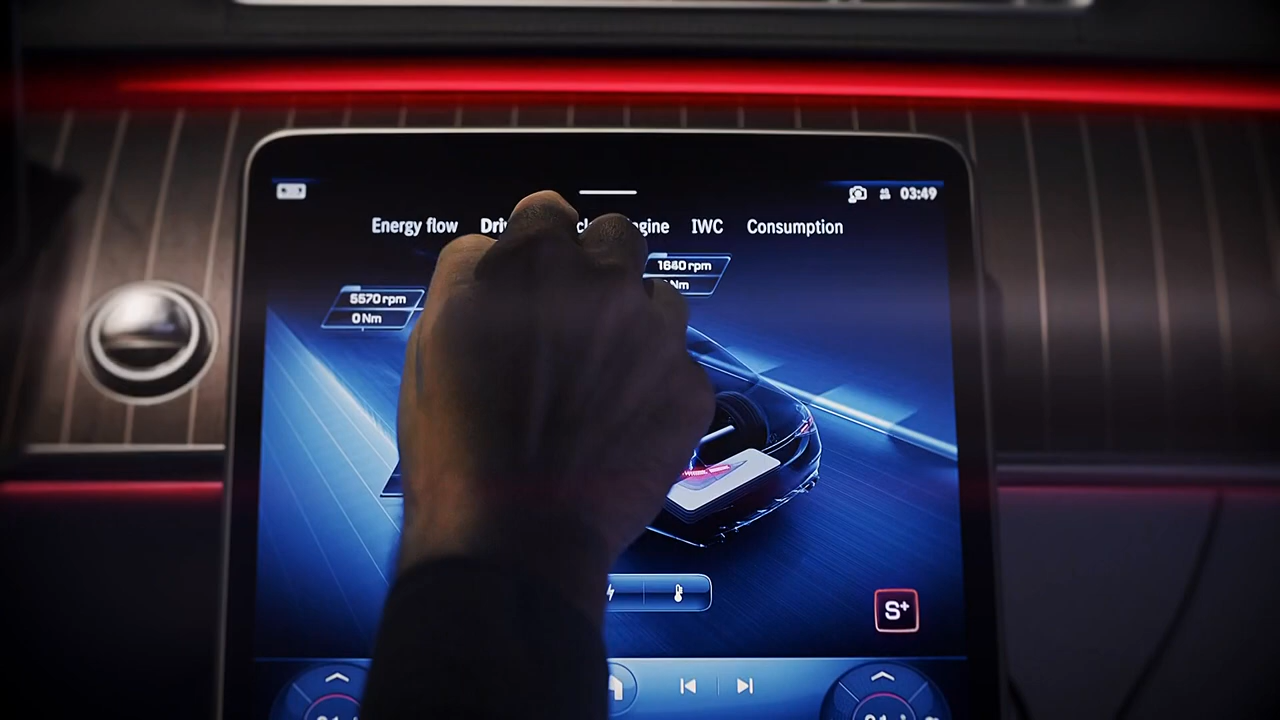 03:49
Energy flow IWC Consumption
1640 rpm
5570 rpm
0 Nm
S+